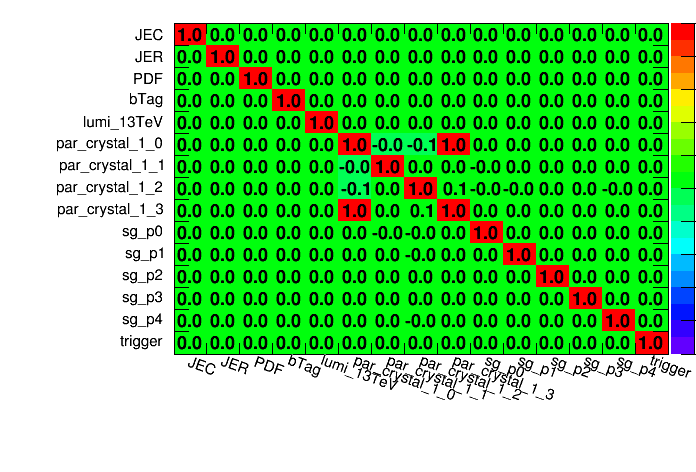 JEC 1.0 0.0 0.0 0.0 0.0 0.0 0.0 0.0 0.0 0.0 0.0 0.0 0.0 0.0 0.0
JER 0.0 1.0 0.0 0.0 0.0 0.0 0.0 0.0 0.0 0.0 0.0 0.0 0.0 0.0 0.0
PDF 0.0 0.0 1.0 0.0 0.0 0.0 0.0 0.0 0.0 0.0 0.0 0.0 0.0 0.0 0.0
bTag 0.0 0.0 0.0 1.0 0.0 0.0 0.0 0.0 0.0 0.0 0.0 0.0 0.0 0.0 0.0
lumi_13TeV 0.0 0.0 0.0 0.0 1.0 0.0 0.0 0.0 0.0 0.0 0.0 0.0 0.0 0.0 0.0
par_crystal_1_0 0.0 0.0 0.0 0.0 0.0 1.0 -0.0 -0.1 1.0 0.0 0.0 0.0 0.0 0.0 0.0
par_crystal_1_1 0.0 0.0 0.0 0.0 0.0 -0.0 1.0 0.0 0.0 -0.0 0.0 0.0 0.0 0.0 0.0
par_crystal_1_2 0.0 0.0 0.0 0.0 0.0 -0.1 0.0 1.0 0.1 -0.0 -0.0 0.0 0.0 -0.0 0.0
par_crystal_1_3 0.0 0.0 0.0 0.0 0.0 1.0 0.0 0.1 1.0 0.0 0.0 0.0 0.0 0.0 0.0
sg_p0 0.0 0.0 0.0 0.0 0.0 0.0 -0.0 -0.0 0.0 1.0 0.0 0.0 0.0 0.0 0.0
sg_p1 0.0 0.0 0.0 0.0 0.0 0.0 0.0 -0.0 0.0 0.0 1.0 0.0 0.0 0.0 0.0
sg_p2 0.0 0.0 0.0 0.0 0.0 0.0 0.0 0.0 0.0 0.0 0.0 1.0 0.0 0.0 0.0
sg_p3 0.0 0.0 0.0 0.0 0.0 0.0 0.0 0.0 0.0 0.0 0.0 0.0 1.0 0.0 0.0
sg_p4 0.0 0.0 0.0 0.0 0.0 0.0 0.0 -0.0 0.0 0.0 0.0 0.0 0.0 1.0 0.0
trigger 0.0 0.0 0.0 0.0 0.0 0.0 0.0 0.0 0.0 0.0 0.0 0.0 0.0 0.0 1.0
JEC JER PDF bTag lumi_13TeV par_crystal_1_0 par_crystal_1_1 par_crystal_1_2 par_crystal_1_3 sg_p0 sg_p1 sg_p2 sg_p3 sg_p4 trigger